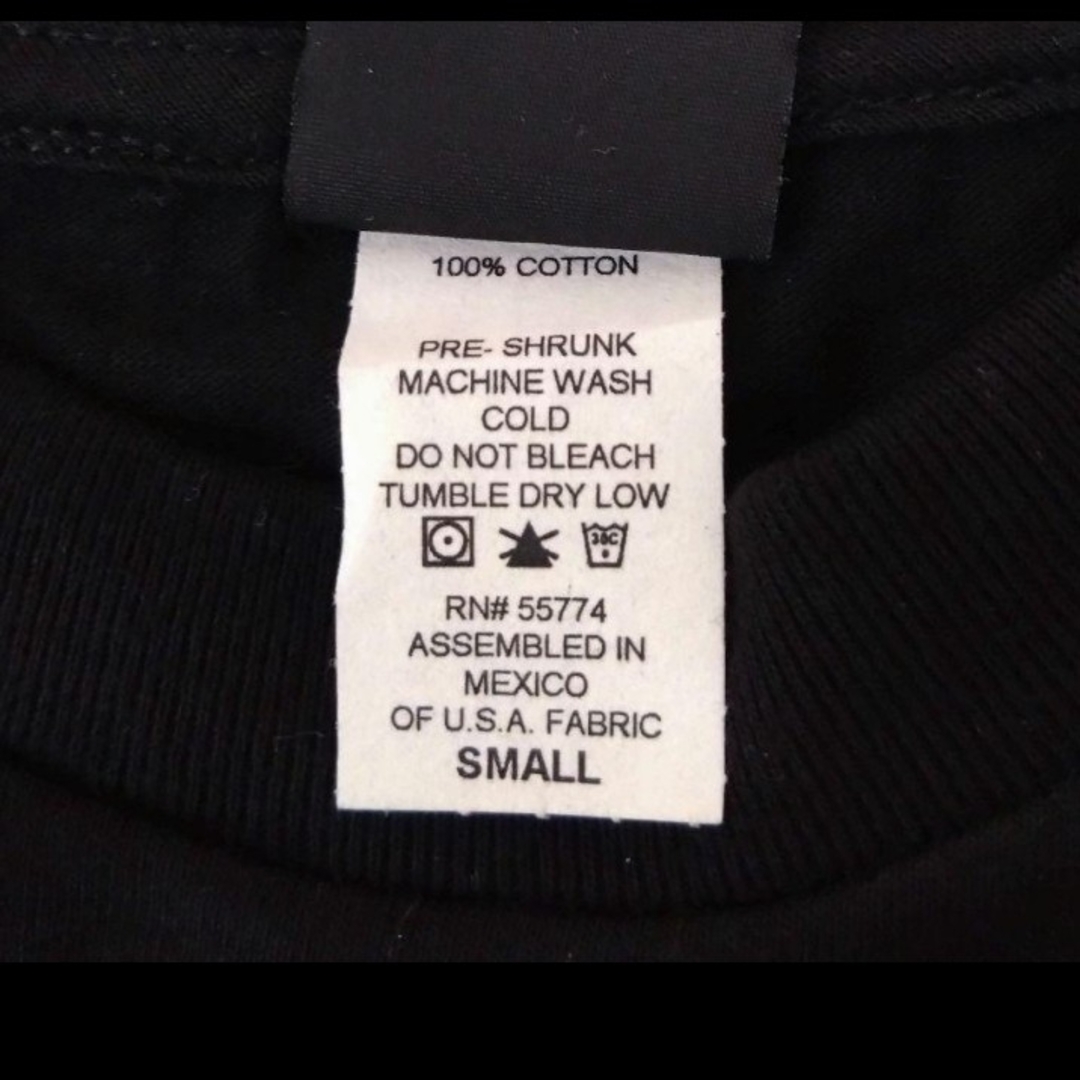 100% COTTON
PRE- SHRUNK
MACHINE WASH
COLD
DO NOT BLEACH
TUMBLE DRY LOW
30C
RN# 55774
ASSEMBLED IN
MEXICO
OF U.S.A. FABRIC
SMALL